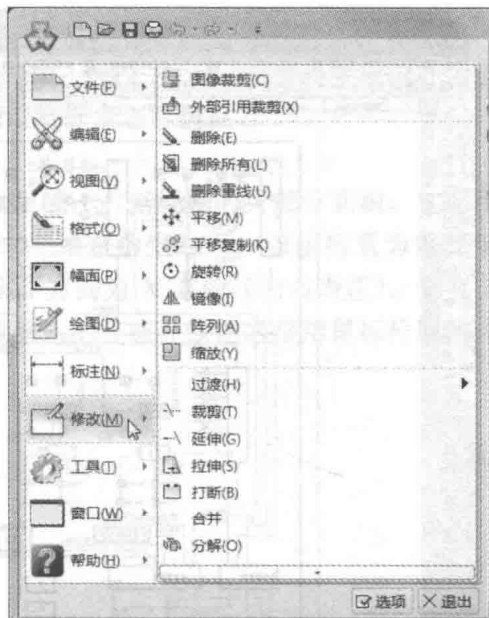 文件(F)
编辑(E)
视图(V)
格式(O)
幅面(P)
绘图(D)
标注(N)
修改(M)
工具(T)
窗口(W)
帮助(H)
图像裁剪(C)
外部引用裁剪(X)
删除(E)
删除所有(L)
删除重线(U)
平移(M)
平移复制(K)
旋转(R)
镜像(I)
阵列(A)
缩放(Y)
过渡(H)
裁剪(T)
延伸(G)
拉伸(S)
打断(B)
合并
分解(O)
选项
退出